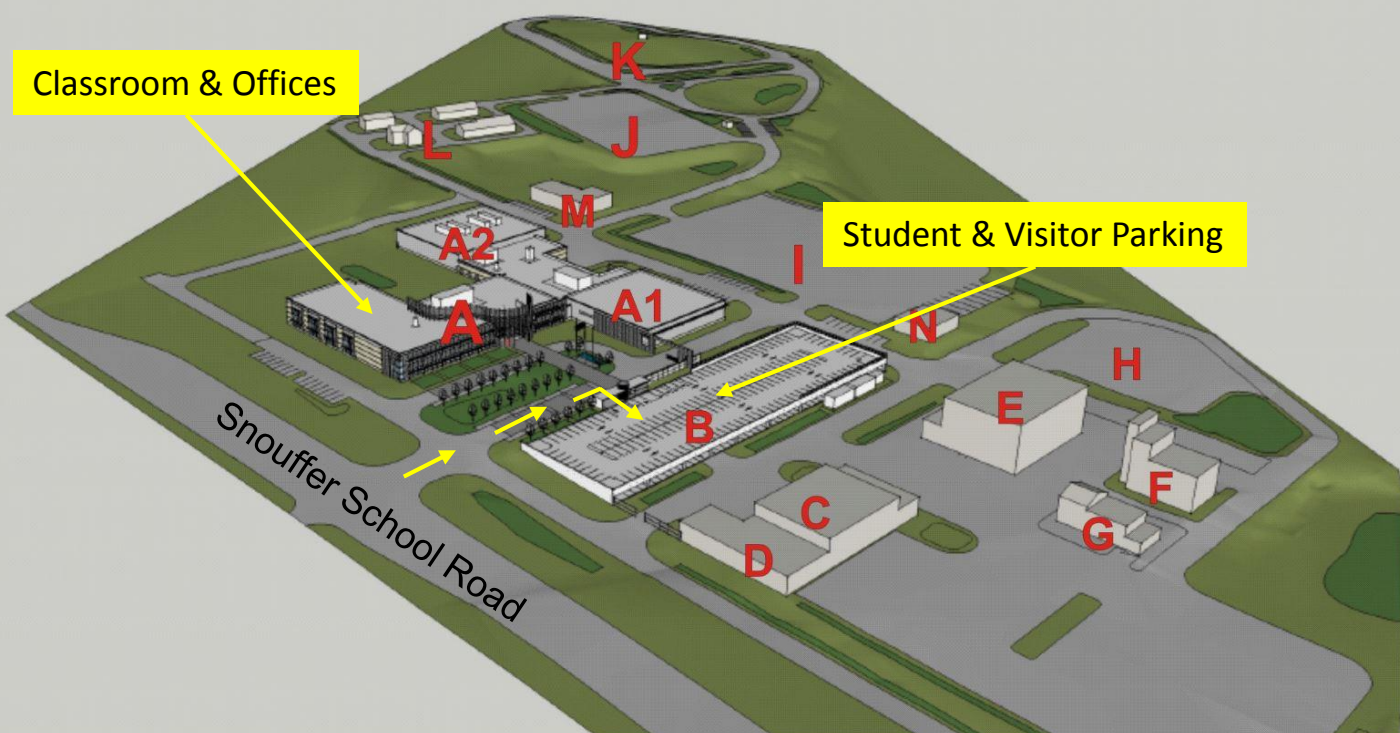 K
Classroom & Offices
J
L
M
A2
Student & Visitor Parking
I
A1
A
N
H
E
B
F
C
G
D
Snouffer School Road